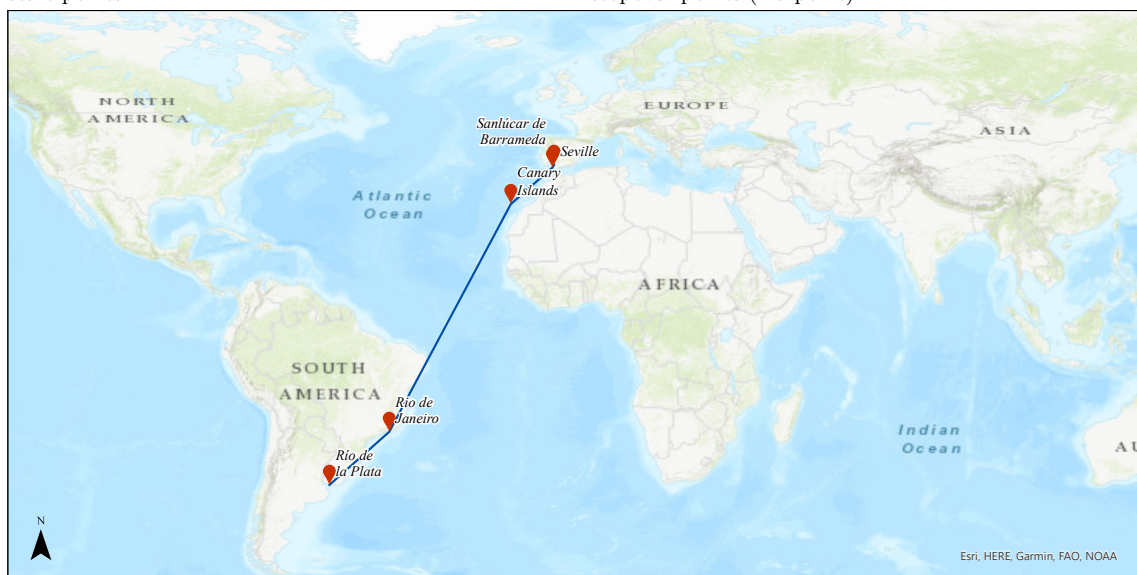 NORTH
AMERICA
EUROPE
ASIA
Sanlúcar de
Barrameda
Seville
Canary
Islands
Atlantic
Ocean
AFRICA
SOUTH
AMERICA
Rio de
Janeiro
Indian
Ocean
AU
Río de
la Plata
N
Esri, HERE, Garmin, FAO, NOAA